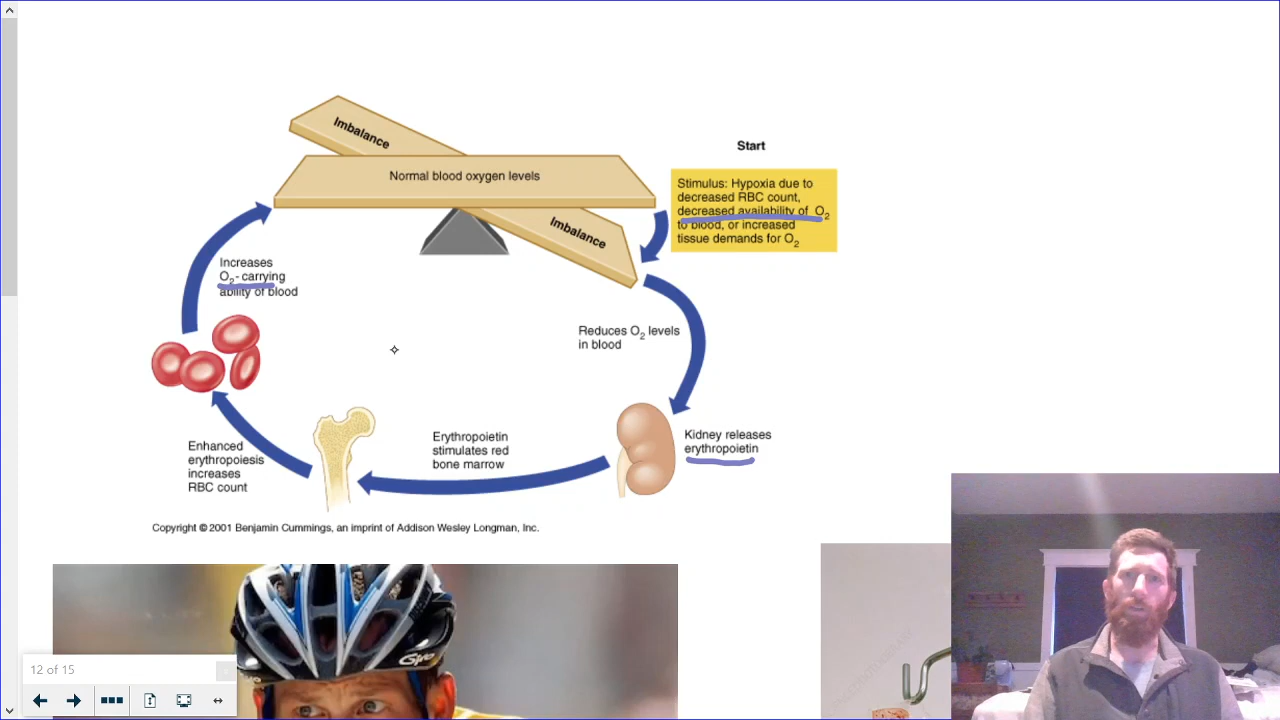 Imbalance
Normal blood oxygen levels
Imbalance
Start
Stimulus: Hypoxia due to
decreased RBC count,
decreased availability of O2
to blood, or increased
tissue demands for O2
Increases
O2- carrying
ability of blood
Reduces O2 levels
in blood
Kidney releases
erythropoietin
Erythropoietin
stimulates red
bone marrow
Enhanced
erythropoiesis
increases
RBC count
Copyright © 2001 Benjamin Cummings, an imprint of Addison Wesley Longman, Inc.
Giro
12 of 15